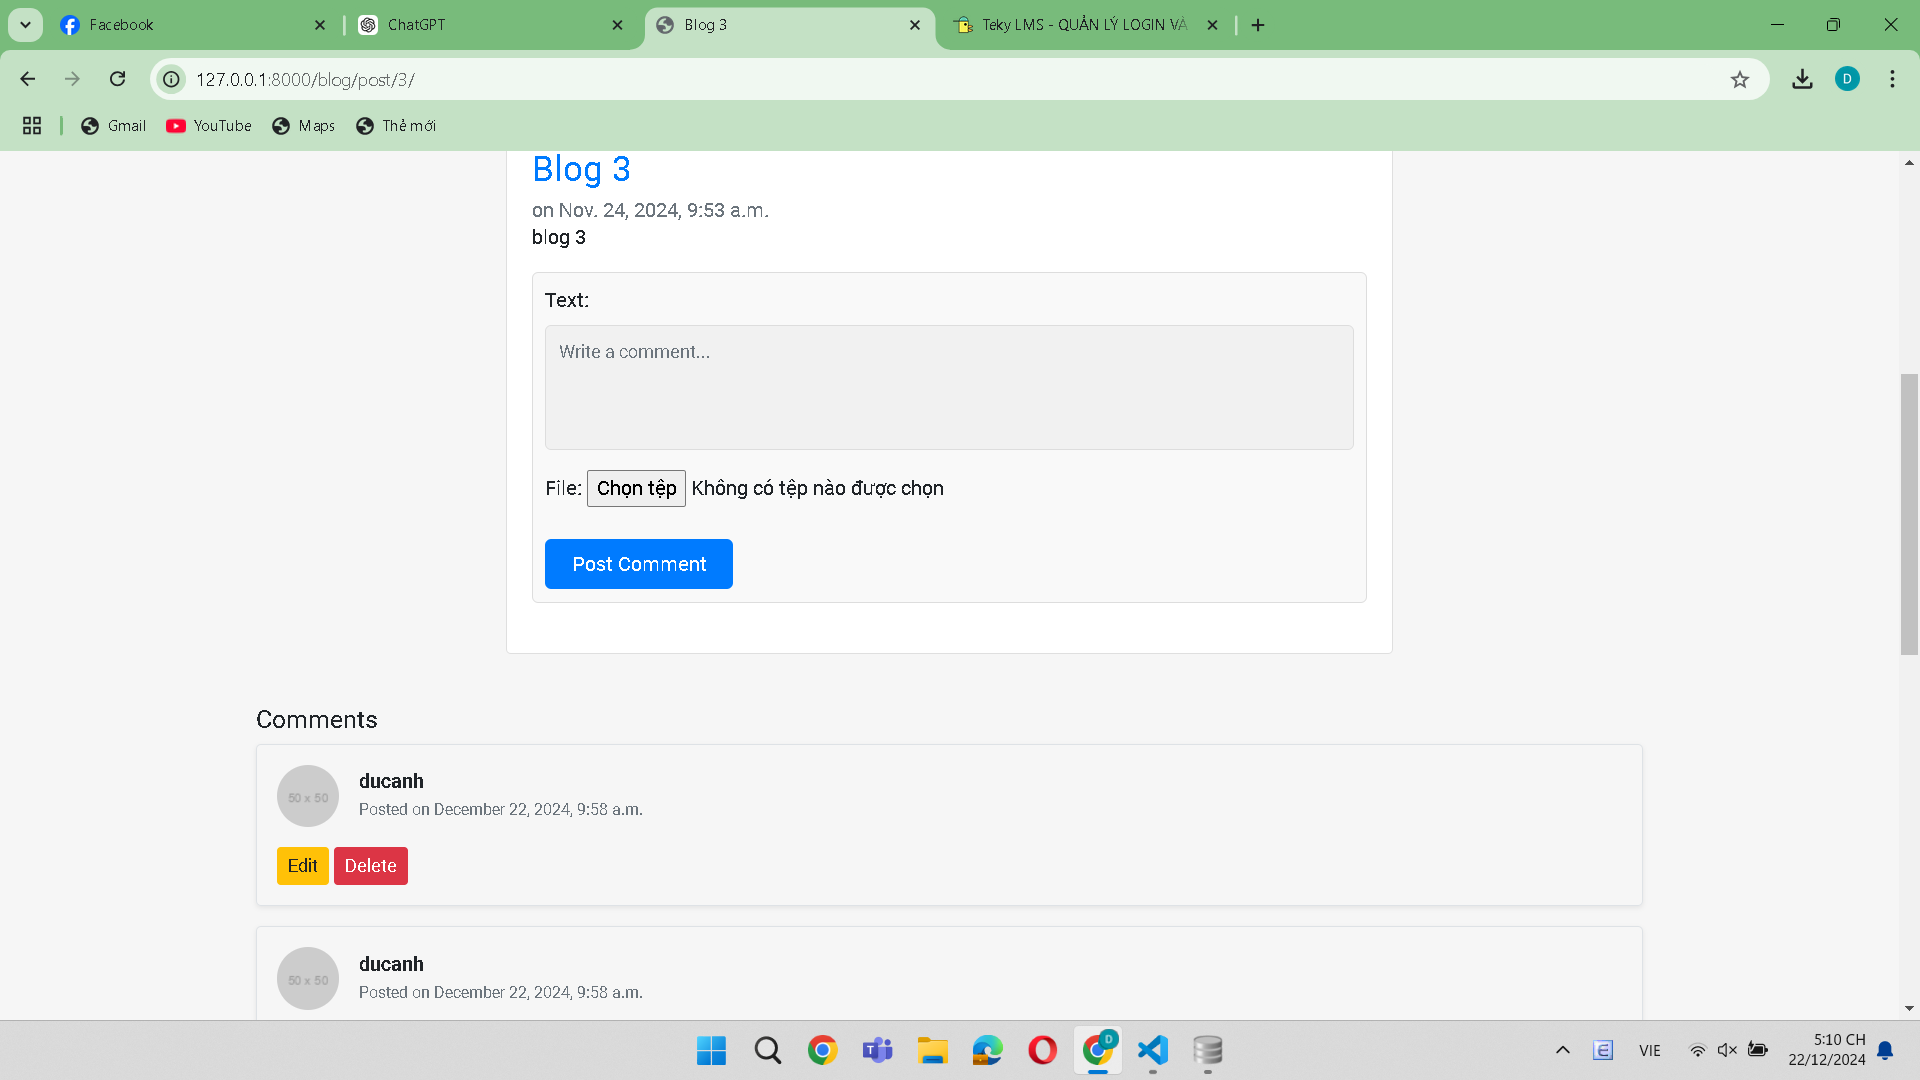 Facebook
ChatGPT
Blog 3
Teky LMS - QUẢN LÝ LOGIN VÀ
127.0.0.1:8000/blog/post/3/
D
Gmail
YouTube
Maps
Thẻ mới
Blog 3
on Nov. 24, 2024, 9:53 a.m.
blog 3
Text:
Write a comment...
File: Chọn tệp Không có tệp nào được chọn
Post Comment
Comments
50 x 50
ducanh
Posted on December 22, 2024, 9:58 a.m.
Edit Delete
50 x 50
ducanh
Posted on December 22, 2024, 9:58 a.m.
D
VIE
5:10 CH
22/12/2024